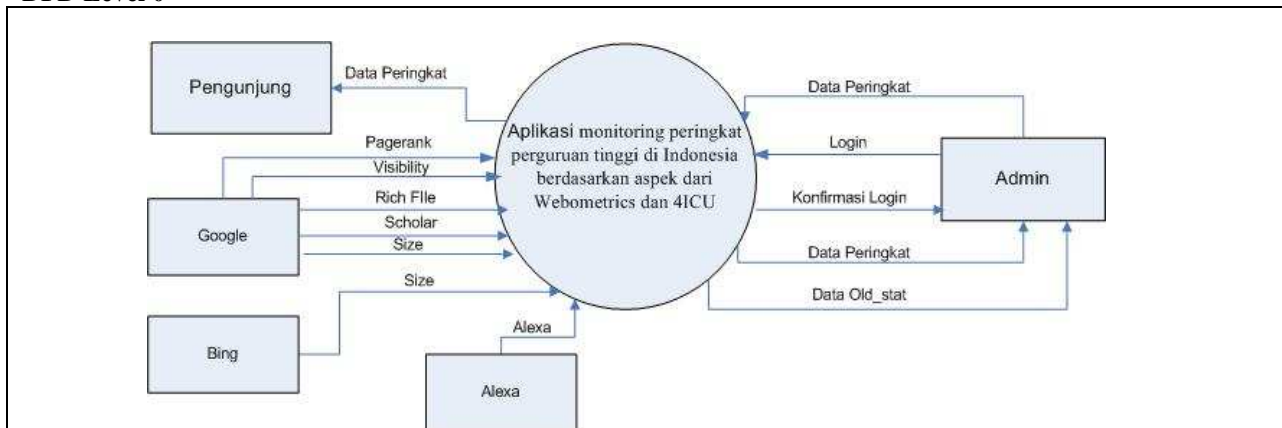 Pengunjung
Data Peringkat
Pagerank
Visibility
Rich FIle
Scholar
Size
Google
Size
Bing
Alexa
Alexa
Aplikasi monitoring peringkat
perguruan tinggi di Indonesia
berdasarkan aspek dari
Webometrics dan 4ICU
Data Peringkat
Login
Admin
Konfirmasi Login
Data Peringkat
Data Old_stat